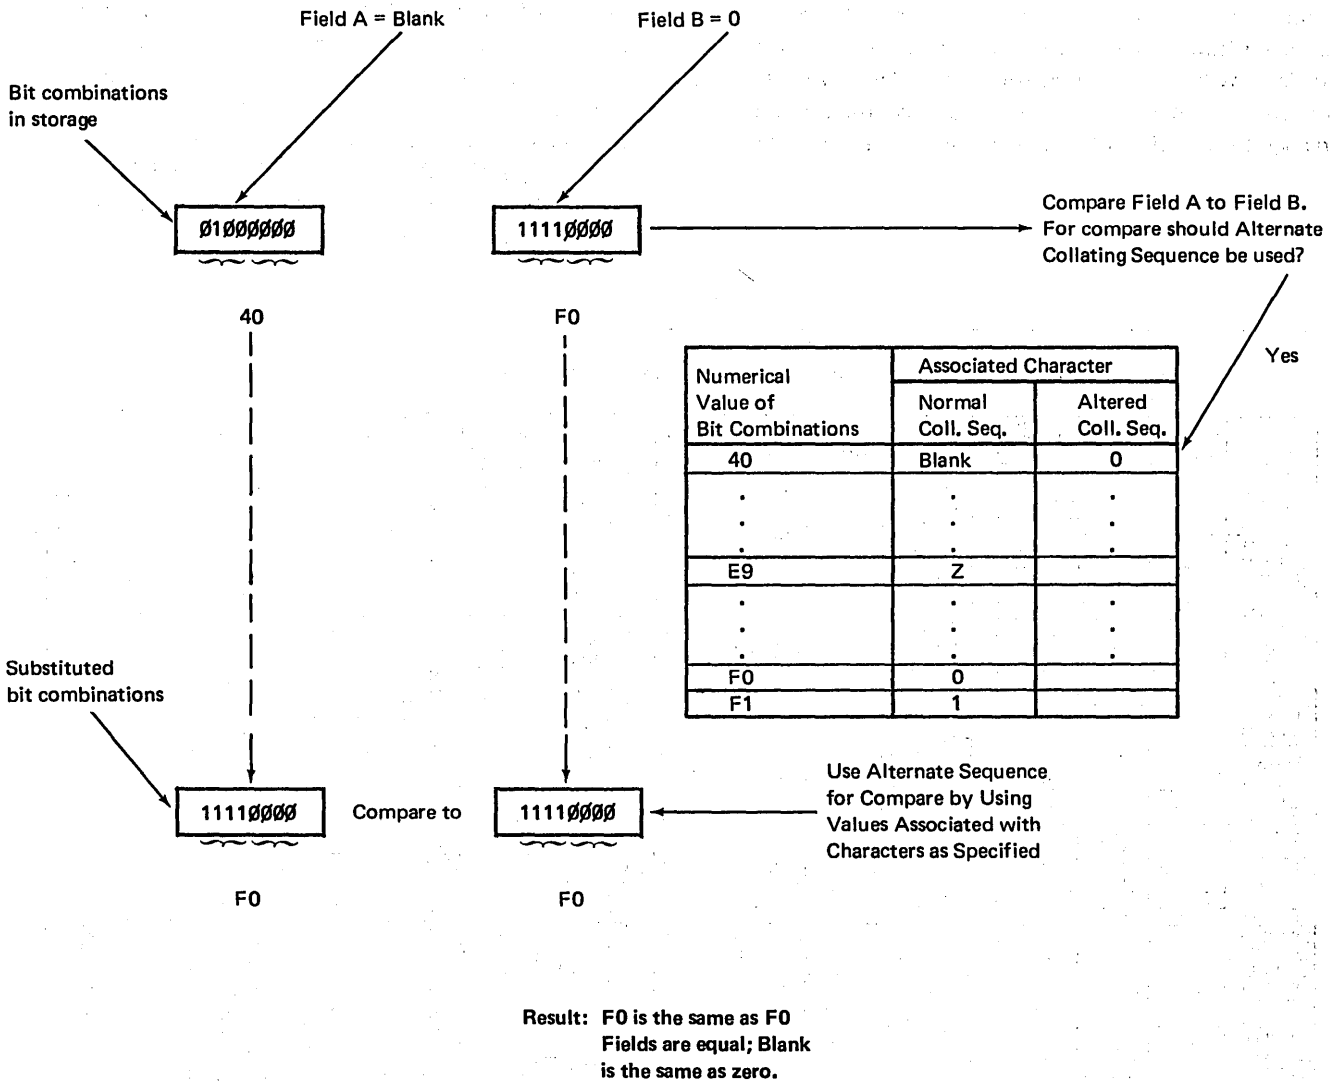 Field A = Blank
Field B = 0
Bit combinations
in storage
Ø1ØØØØØØ
1111ØØØØ
Compare Field A to Field B.
For compare should Alternate
Collating Sequence be used?
40
F0
Yes
Numerical
Value of
Bit Combinations
Associated Character
Normal
Coll. Seq.
Altered
Coll. Seq.
40 Blank 0
. . .
. . .
. . .
E9 Z
. . .
. . .
. . .
F0 0
F1 1
Substituted
bit combinations
1111ØØØØ Compare to 1111ØØØØ
Use Alternate Sequence
for Compare by Using
Values Associated with
Characters as Specified
F0
F0
Result: F0 is the same as F0
Fields are equal; Blank
is the same as zero.